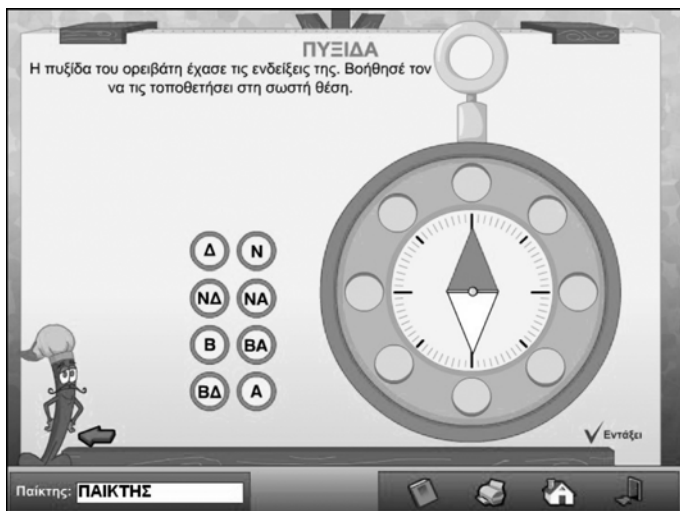 ΠΥΞΙΔΑ
Η πυξίδα του ορειβάτη έχασε τις ενδείξεις της. Βοήθησέ τον
να τις τοποθετήσει στη σωστή θέση.
Δ Ν
ΝΔ ΝΑ
Β ΒΑ
ΒΔ Α
Εντάξει
Παίκτης: ΠΑΙΚΤΗΣ